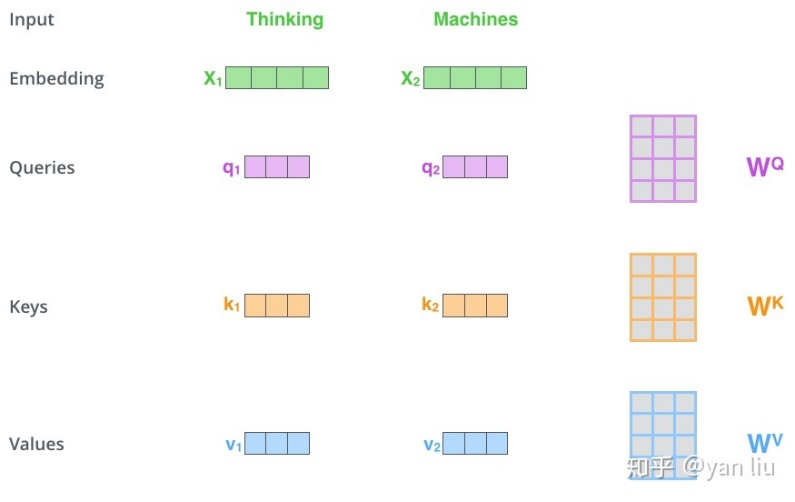 Input Thinking Machines
Embedding X1 X2
Queries q1 q2 WQ
Keys k1 k2 WK
Values v1 v2 WV
知乎 @yan liu